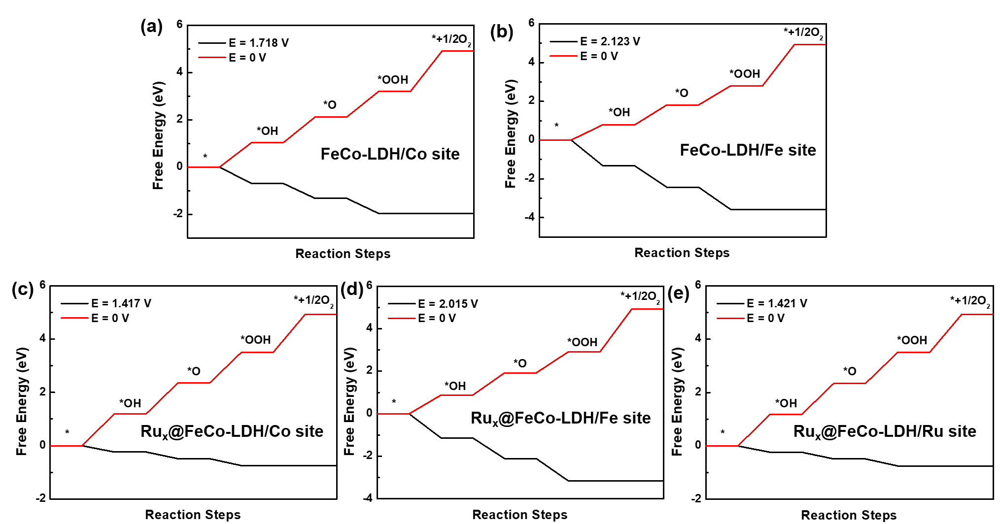 (a)
6
4
2
0
-2
Free Energy (eV)
E = 1.718 V
E = 0 V
*
*OH
*O
*OOH
*+1/2O2
FeCo-LDH/Co site
Reaction Steps
(b)
6
4
2
0
-2
-4
Free Energy (eV)
E = 2.123 V
E = 0 V
*
*OH
*O
*OOH
*+1/2O2
FeCo-LDH/Fe site
Reaction Steps
(c)
6
4
2
0
-2
Free Energy (eV)
E = 1.417 V
E = 0 V
*
*OH
*O
*OOH
*+1/2O2
Rux@FeCo-LDH/Co site
Reaction Steps
(d)
6
4
2
0
-2
-4
Free Energy (eV)
E = 2.015 V
E = 0 V
*
*OH
*O
*OOH
*+1/2O2
Rux@FeCo-LDH/Fe site
Reaction Steps
(e)
6
4
2
0
-2
Free Energy (eV)
E = 1.421 V
E = 0 V
*
*OH
*O
*OOH
*+1/2O2
Rux@FeCo-LDH/Ru site
Reaction Steps